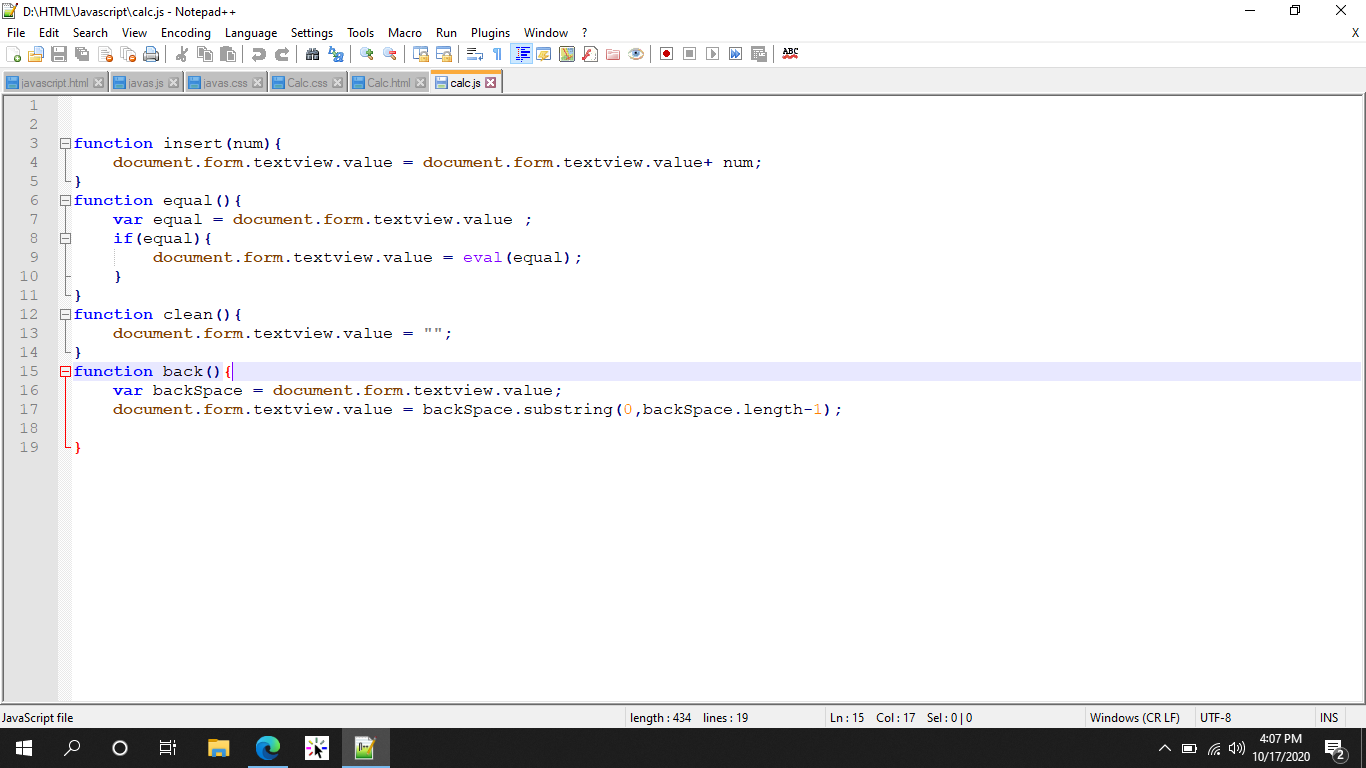 D:\HTML\Javascript\calc.js - Notepad++
File Edit Search View Encoding Language Settings Tools Macro Run Plugins Window ? X
ABC
javascript.html javas.js javas.css Calc.css Calc.html calc.js
1
2
3 function insert(num){
4 document.form.textview.value = document.form.textview.value+ num;
5 }
6 function equal(){
7 var equal = document.form.textview.value ;
8 if(equal){
9 document.form.textview.value = eval(equal);
10 }
11 }
12 function clean(){
13 document.form.textview.value = "";
14 }
15 function back(){
16 var backSpace = document.form.textview.value;
17 document.form.textview.value = backSpace.substring(0,backSpace.length-1);
18
19 }
JavaScript file length : 434 lines : 19 Ln : 15 Col : 17 Sel : 0 | 0 Windows (CR LF) UTF-8 INS
4:07 PM
10/17/2020
2